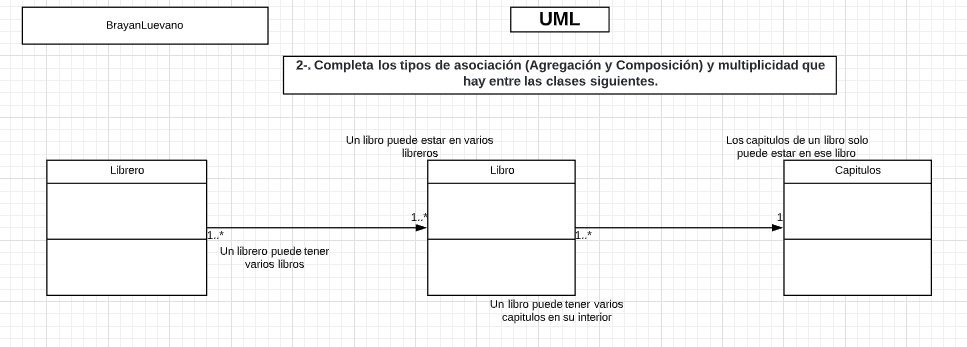 BrayanLuevano
UML
2-. Completa los tipos de asociación (Agregación y Composición) y multiplicidad que
hay entre las clases siguientes.
Un libro puede estar en varios
libreros
Los capitulos de un libro solo
puede estar en ese libro
Librero
Libro
Capitulos
1..*
1
1..*
1..*
Un librero puede tener
varios libros
Un libro puede tener varios
capitulos en su interior